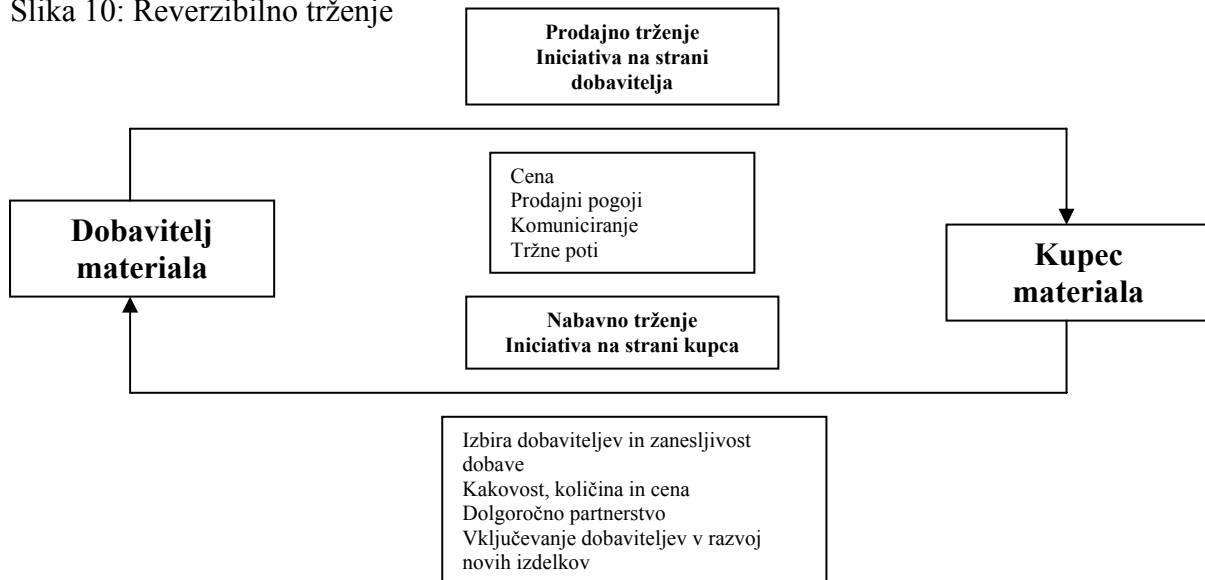 Slika 10: Reverzibilno trženje
Prodajno trženje
Iniciativa na strani
dobavitelja
Cena
Prodajni pogoji
Komuniciranje
Tržne poti
Dobavitelj
materiala
Kupec
materiala
Nabavno trženje
Iniciativa na strani kupca
Izbira dobaviteljev in zanesljivost
dobave
Kakovost, količina in cena
Dolgoročno partnerstvo
Vključevanje dobaviteljev v razvoj
novih izdelkov